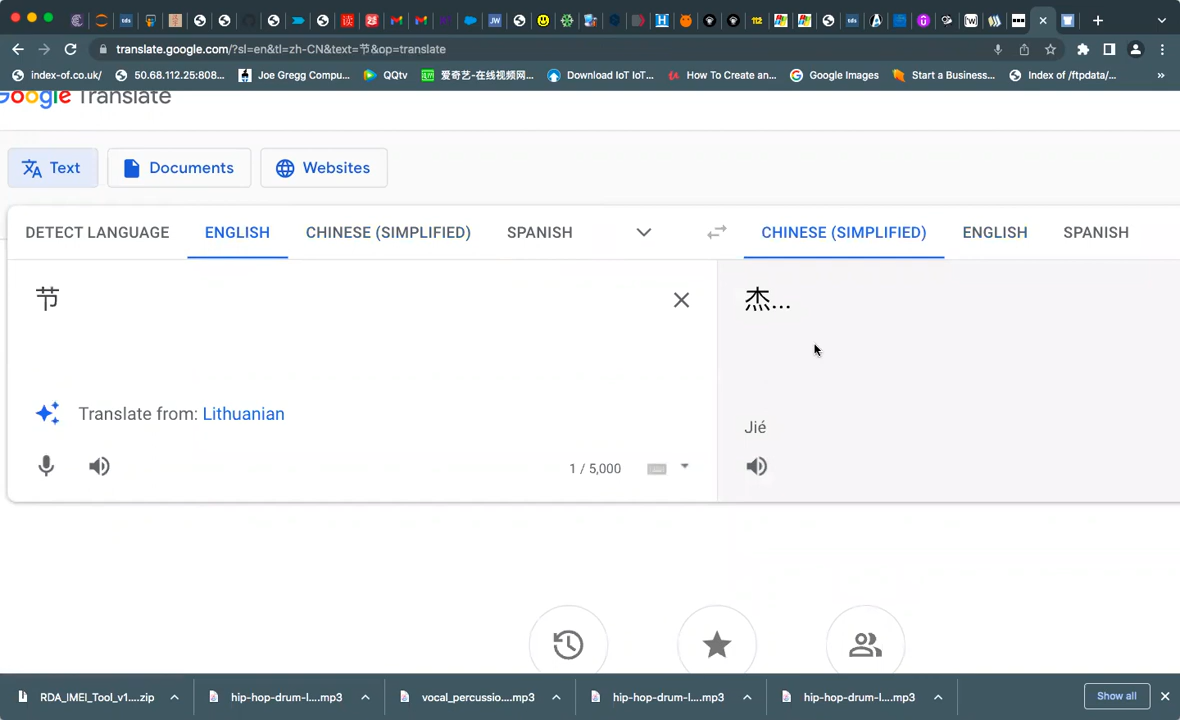 translate.google.com/?sl=en&tl=zh-CN&text=节&op=translate
index-of.co.uk/ 50.68.112.25:808... Joe Gregg Compu... QQtv 爱奇艺-在线视频网... Download IoT IoT... How To Create an... Google Images Start a Business... Index of /ftpdata/... »
Google Translate
Text Documents Websites
DETECT LANGUAGE ENGLISH CHINESE (SIMPLIFIED) SPANISH CHINESE (SIMPLIFIED) ENGLISH SPANISH
节 杰...
Translate from: Lithuanian
Jié
1 / 5,000
RDA_IMEI_Tool_v1....zip hip-hop-drum-l....mp3 vocal_percussio....mp3 hip-hop-drum-l....mp3 hip-hop-drum-l....mp3 Show all